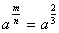 a^{m/n} = a^{2/3}